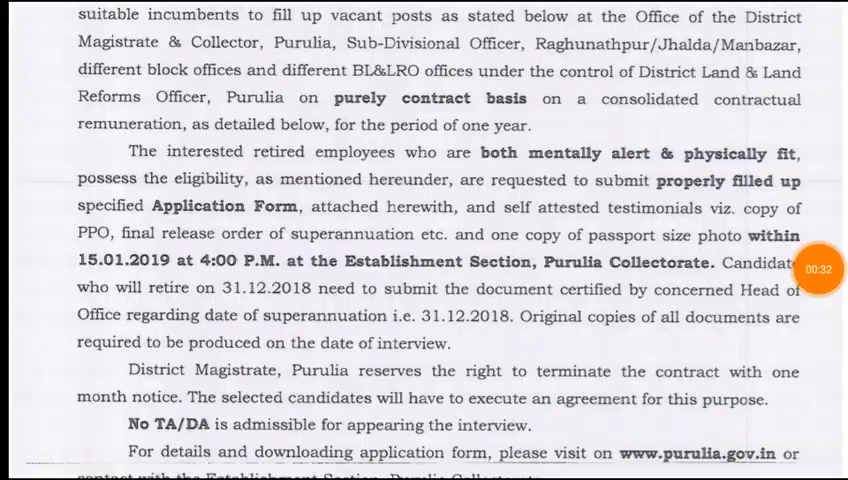 suitable incumbents to fill up vacant posts as stated below at the Office of the District
Magistrate & Collector, Purulia, Sub-Divisional Officer, Raghunathpur/Jhalda/Manbazar,
different block offices and different BL&LRO offices under the control of District Land & Land
Reforms Officer, Purulia on purely contract basis on a consolidated contractual
remuneration, as detailed below, for the period of one year.
The interested retired employees who are both mentally alert & physically fit,
possess the eligibility, as mentioned hereunder, are requested to submit properly filled up
specified Application Form, attached herewith, and self attested testimonials viz. copy of
PPO, final release order of superannuation etc. and one copy of passport size photo within
15.01.2019 at 4:00 P.M. at the Establishment Section, Purulia Collectorate. Candidate
00:32
who will retire on 31.12.2018 need to submit the document certified by concerned Head of
Office regarding date of superannuation i.e. 31.12.2018. Original copies of all documents are
required to be produced on the date of interview.
District Magistrate, Purulia reserves the right to terminate the contract with one
month notice. The selected candidates will have to execute an agreement for this purpose.
No TA/DA is admissible for appearing the interview.
For details and downloading application form, please visit on www.purulia.gov.in or
contact with the Establishment Section, Purulia Collectorate.